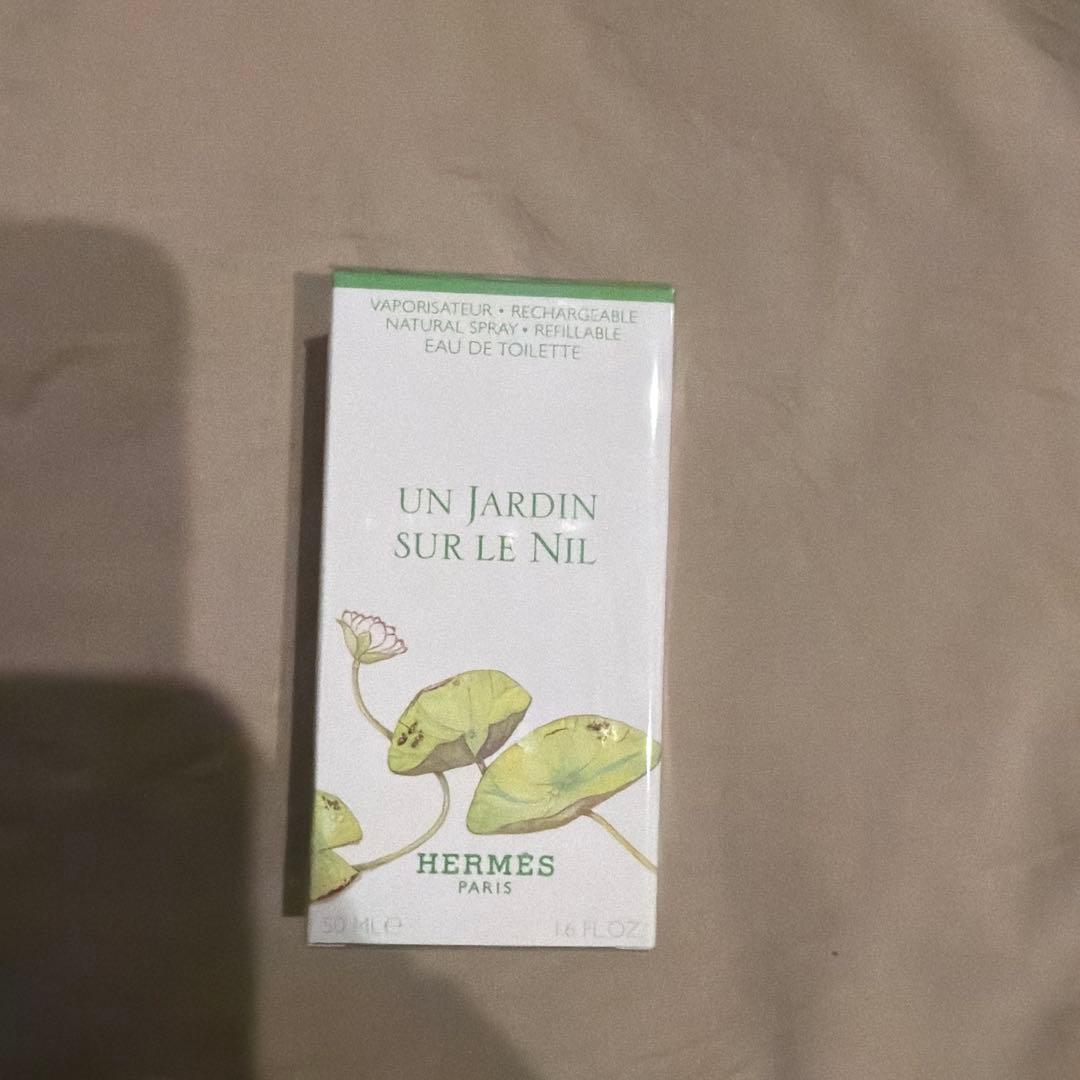 VAPORISATEUR • RECHARGEABLE
NATURAL SPRAY • REFILLABLE
EAU DE TOILETTE
UN JARDIN
SUR LE NIL
HERMÈS
PARIS
50 ML℮ 1.6 FL.OZ.